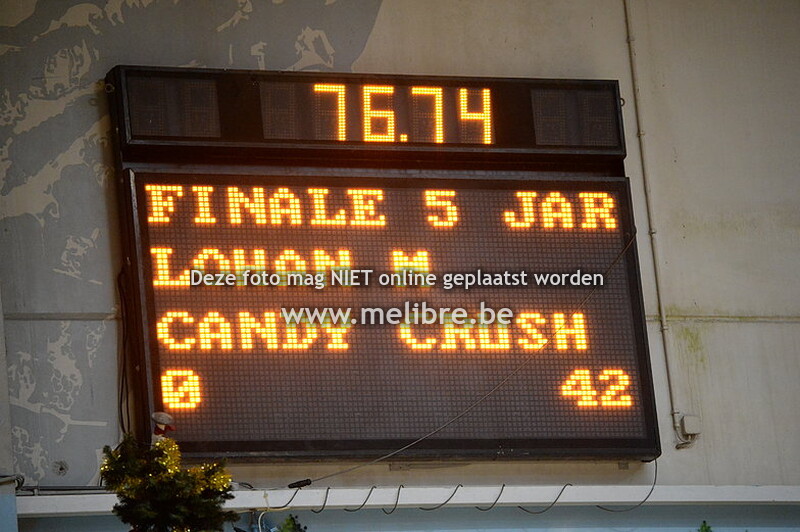 76.74
FINALE 5 JAR
LOHAN M
Deze foto mag NIET online geplaatst worden
www.melibre.be
CANDY CRUSH
0 42